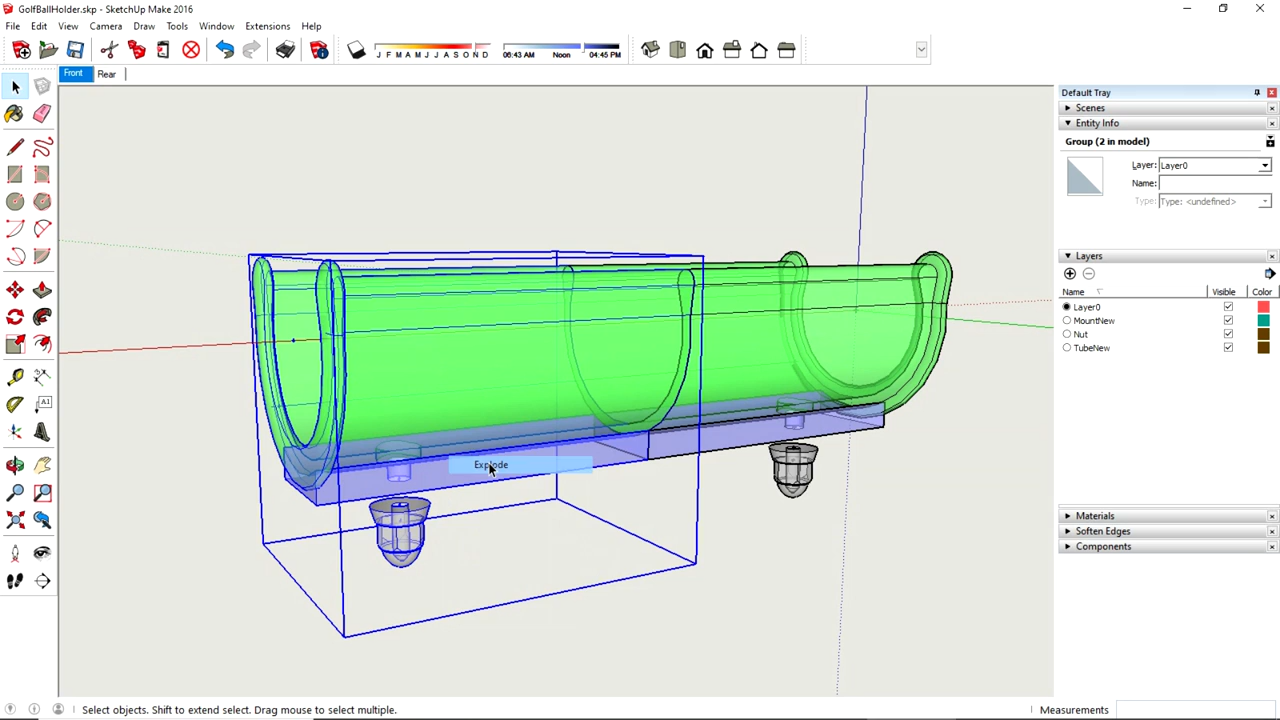 GolfBallHolder.skp - SketchUp Make 2016
File Edit View Camera Draw Tools Window Extensions Help
J F M A M J J A S O N D
06:43 AM Noon 04:45 PM
Front Rear
Default Tray
Scenes
Entity Info
Group (2 in model)
Layer: Layer0
Name:
Type: Type: <undefined>
Layers
Name Visible Color
Layer0
MountNew
Nut
TubeNew
Materials
Soften Edges
Components
A1
Explode
Select objects. Shift to extend select. Drag mouse to select multiple.
Measurements